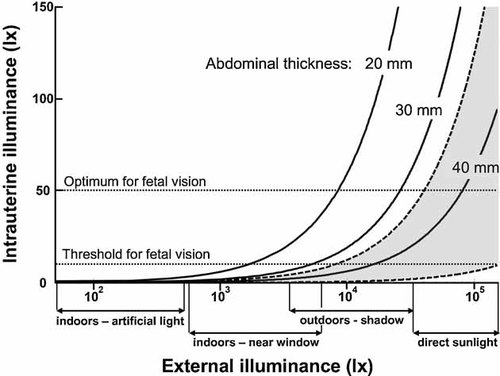 150
100
50
0
Intrauterine illuminance (lx)
Abdominal thickness: 20 mm
30 mm
40 mm
Optimum for fetal vision
Threshold for fetal vision
10² 10³ 10⁴ 10⁵
indoors – artificial light
outdoors - shadow
indoors – near window
direct sunlight
External illuminance (lx)